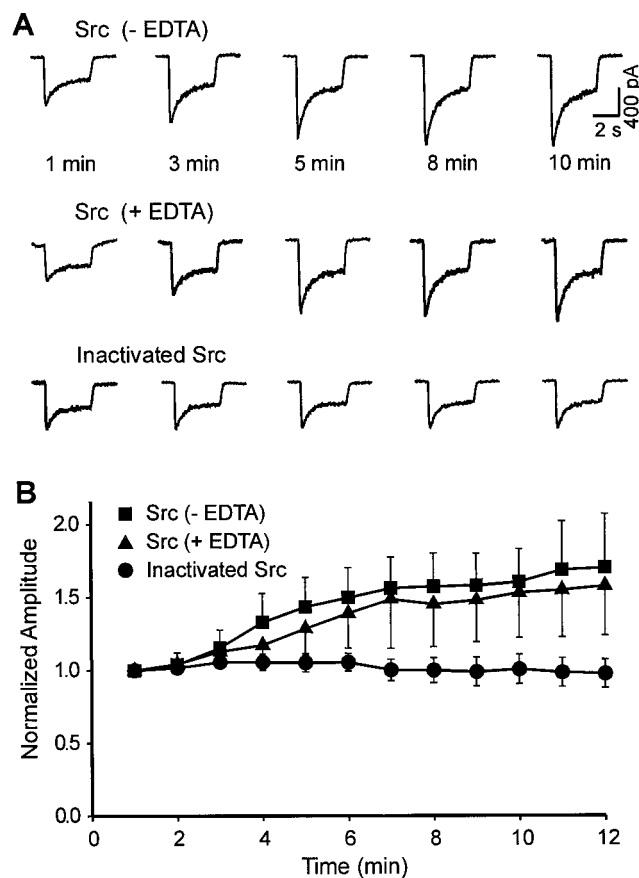 A
Src (- EDTA)
400 pA
2 s
1 min 3 min 5 min 8 min 10 min
Src (+ EDTA)
Inactivated Src
B
Src (- EDTA)
Src (+ EDTA)
Inactivated Src
Normalized Amplitude
2.0
1.5
1.0
0.5
0.0
0 2 4 6 8 10 12
Time (min)